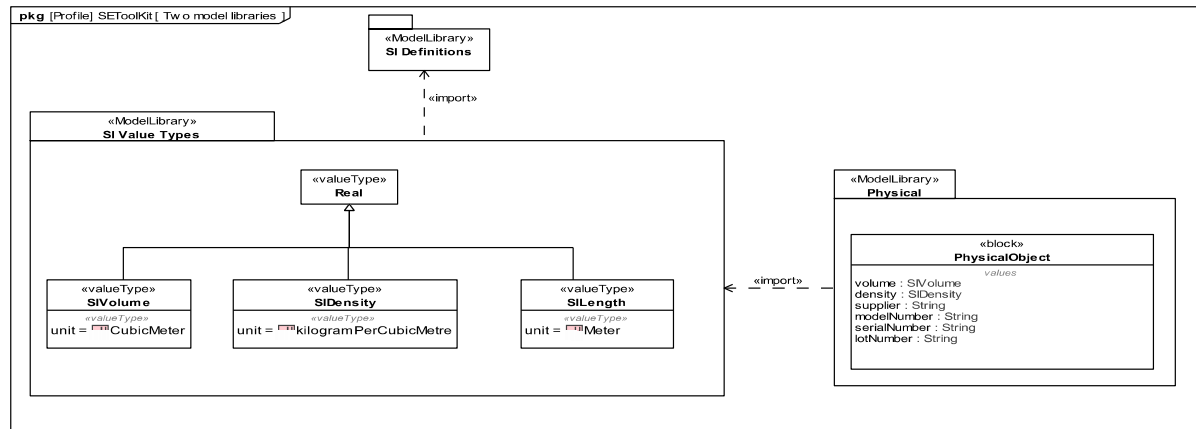 pkg [Profile] SEToolKit [ Two model libraries ]
«ModelLibrary»
SI Definitions
«import»
«ModelLibrary»
SI Value Types
«valueType»
Real
«valueType»
SIVolume
«valueType»
unit = CubicMeter
«valueType»
SIDensity
«valueType»
unit = kilogramPerCubicMetre
«valueType»
SILength
«valueType»
unit = Meter
«import»
«ModelLibrary»
Physical
«block»
PhysicalObject
values
volume : SIVolume
density : SIDensity
supplier : String
modelNumber : String
serialNumber : String
lotNumber : String